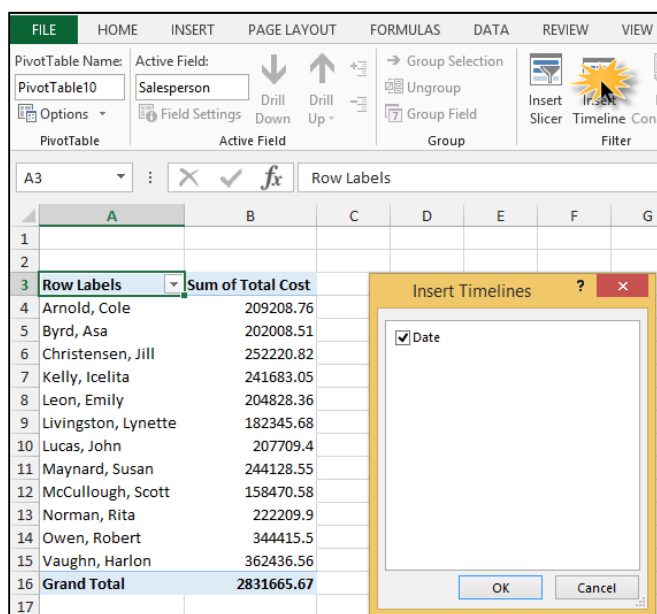 FILE HOME INSERT PAGE LAYOUT FORMULAS DATA REVIEW VIEW
PivotTable Name:
PivotTable10
Options
PivotTable
Active Field:
Salesperson
Field Settings
Drill Down
Drill Up
Active Field
Group Selection
Ungroup
7 Group Field
Group
Insert Slicer
Insert Timeline
Con
Filter
A3 fx Row Labels
A B C D E F G
1
2
3 Row Labels Sum of Total Cost
4 Arnold, Cole 209208.76
5 Byrd, Asa 202008.51
6 Christensen, Jill 252220.82
7 Kelly, Icelita 241683.05
8 Leon, Emily 204828.36
9 Livingston, Lynette 182345.68
10 Lucas, John 207709.4
11 Maynard, Susan 244128.55
12 McCullough, Scott 158470.58
13 Norman, Rita 222209.9
14 Owen, Robert 344415.5
15 Vaughn, Harlon 362436.56
16 Grand Total 2831665.67
17
Insert Timelines ? ×
Date
OK Cancel